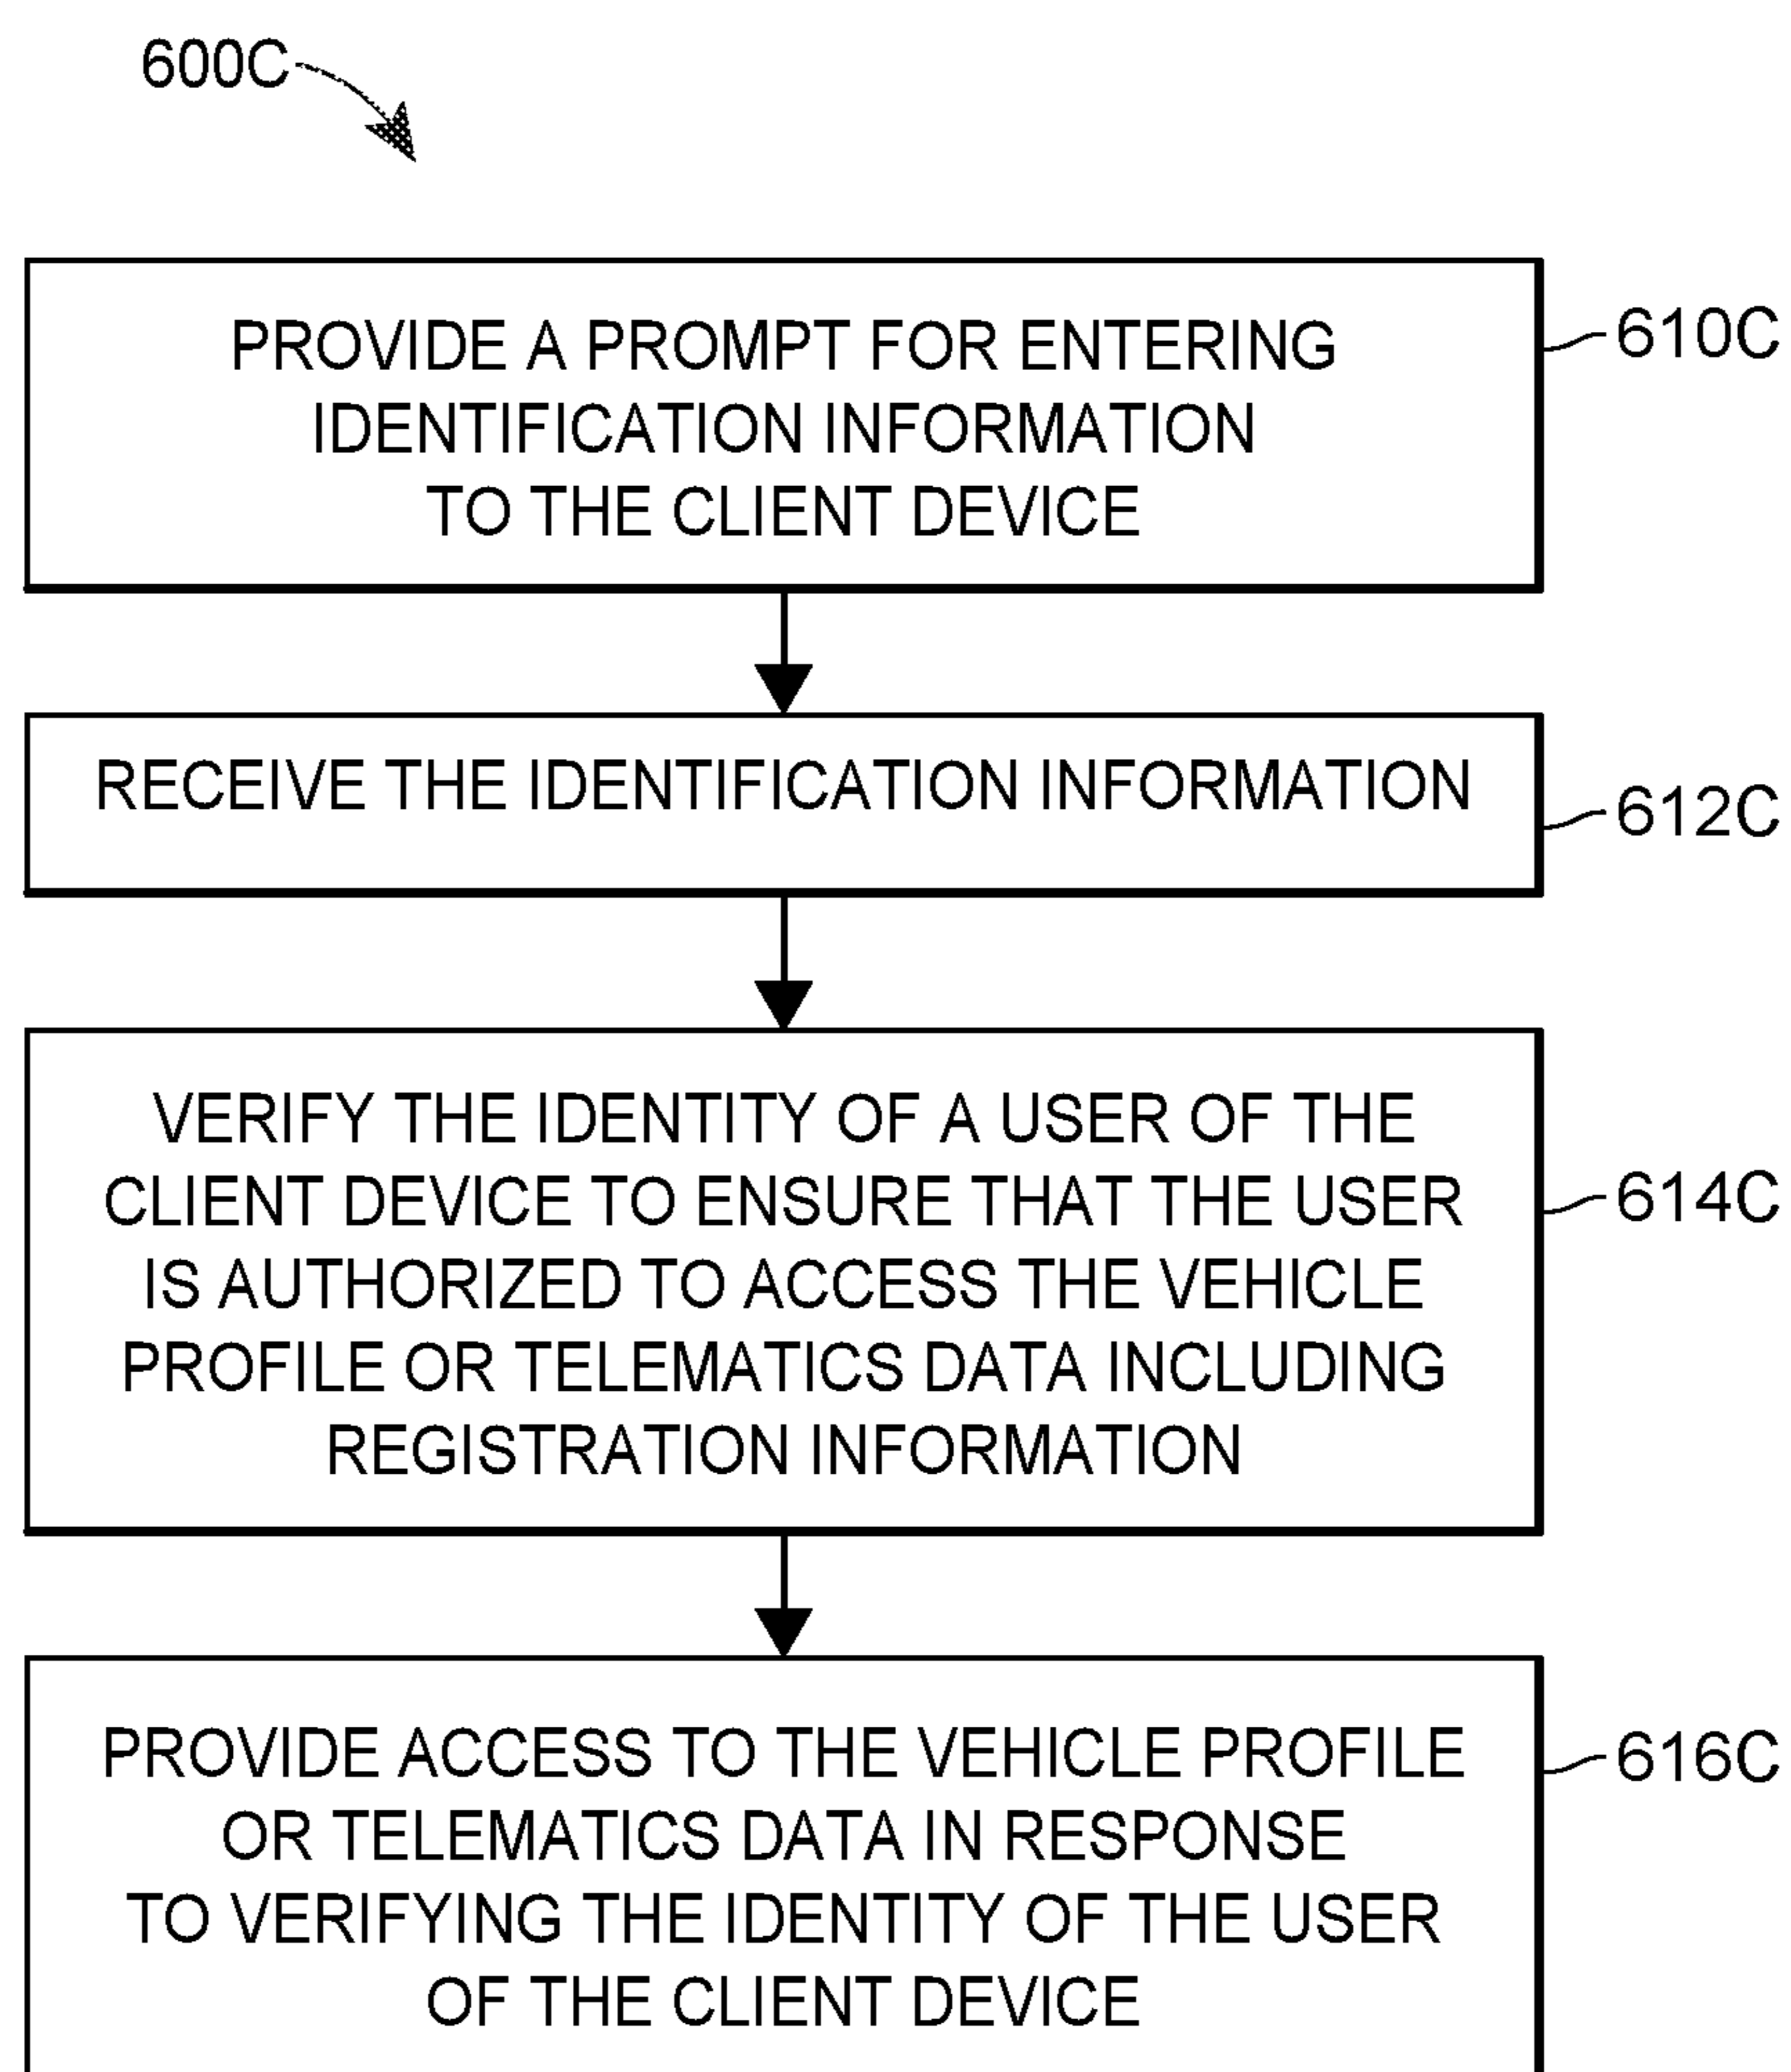 600C
PROVIDE A PROMPT FOR ENTERING
IDENTIFICATION INFORMATION
TO THE CLIENT DEVICE
610C
RECEIVE THE IDENTIFICATION INFORMATION
612C
VERIFY THE IDENTITY OF A USER OF THE
CLIENT DEVICE TO ENSURE THAT THE USER
IS AUTHORIZED TO ACCESS THE VEHICLE
PROFILE OR TELEMATICS DATA INCLUDING
REGISTRATION INFORMATION
614C
PROVIDE ACCESS TO THE VEHICLE PROFILE
OR TELEMATICS DATA IN RESPONSE
TO VERIFYING THE IDENTITY OF THE USER
OF THE CLIENT DEVICE
616C